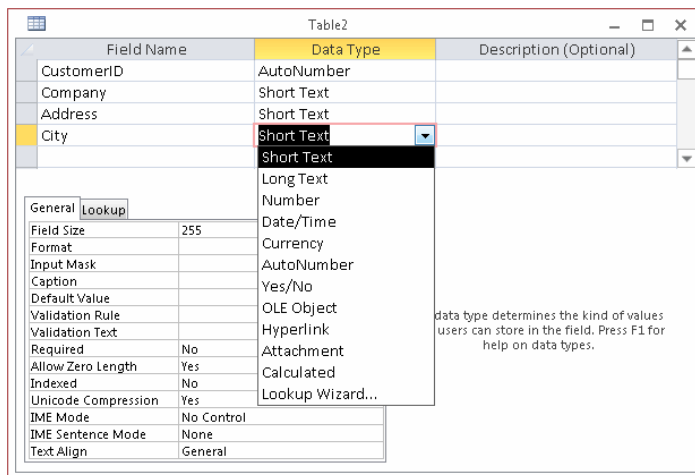 Table2
Field Name Data Type Description (Optional)
CustomerID AutoNumber
Company Short Text
Address Short Text
City Short Text
Short Text
Long Text
Number
Date/Time
Currency
AutoNumber
Yes/No
OLE Object
Hyperlink
Attachment
Calculated
Lookup Wizard...
General Lookup
Field Size 255
Format
Input Mask
Caption
Default Value
Validation Rule
Validation Text
Required No
Allow Zero Length Yes
Indexed No
Unicode Compression Yes
IME Mode No Control
IME Sentence Mode None
Text Align General
data type determines the kind of values
users can store in the field. Press F1 for
help on data types.